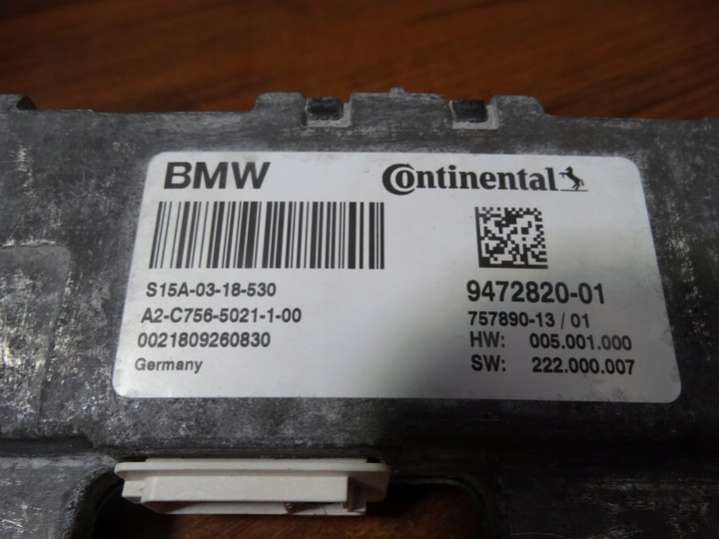 BMW
Continental
S15A-03-18-530
A2-C756-5021-1-00
0021809260830
Germany
9472820-01
757890-13 / 01
HW: 005.001.000
SW: 222.000.007